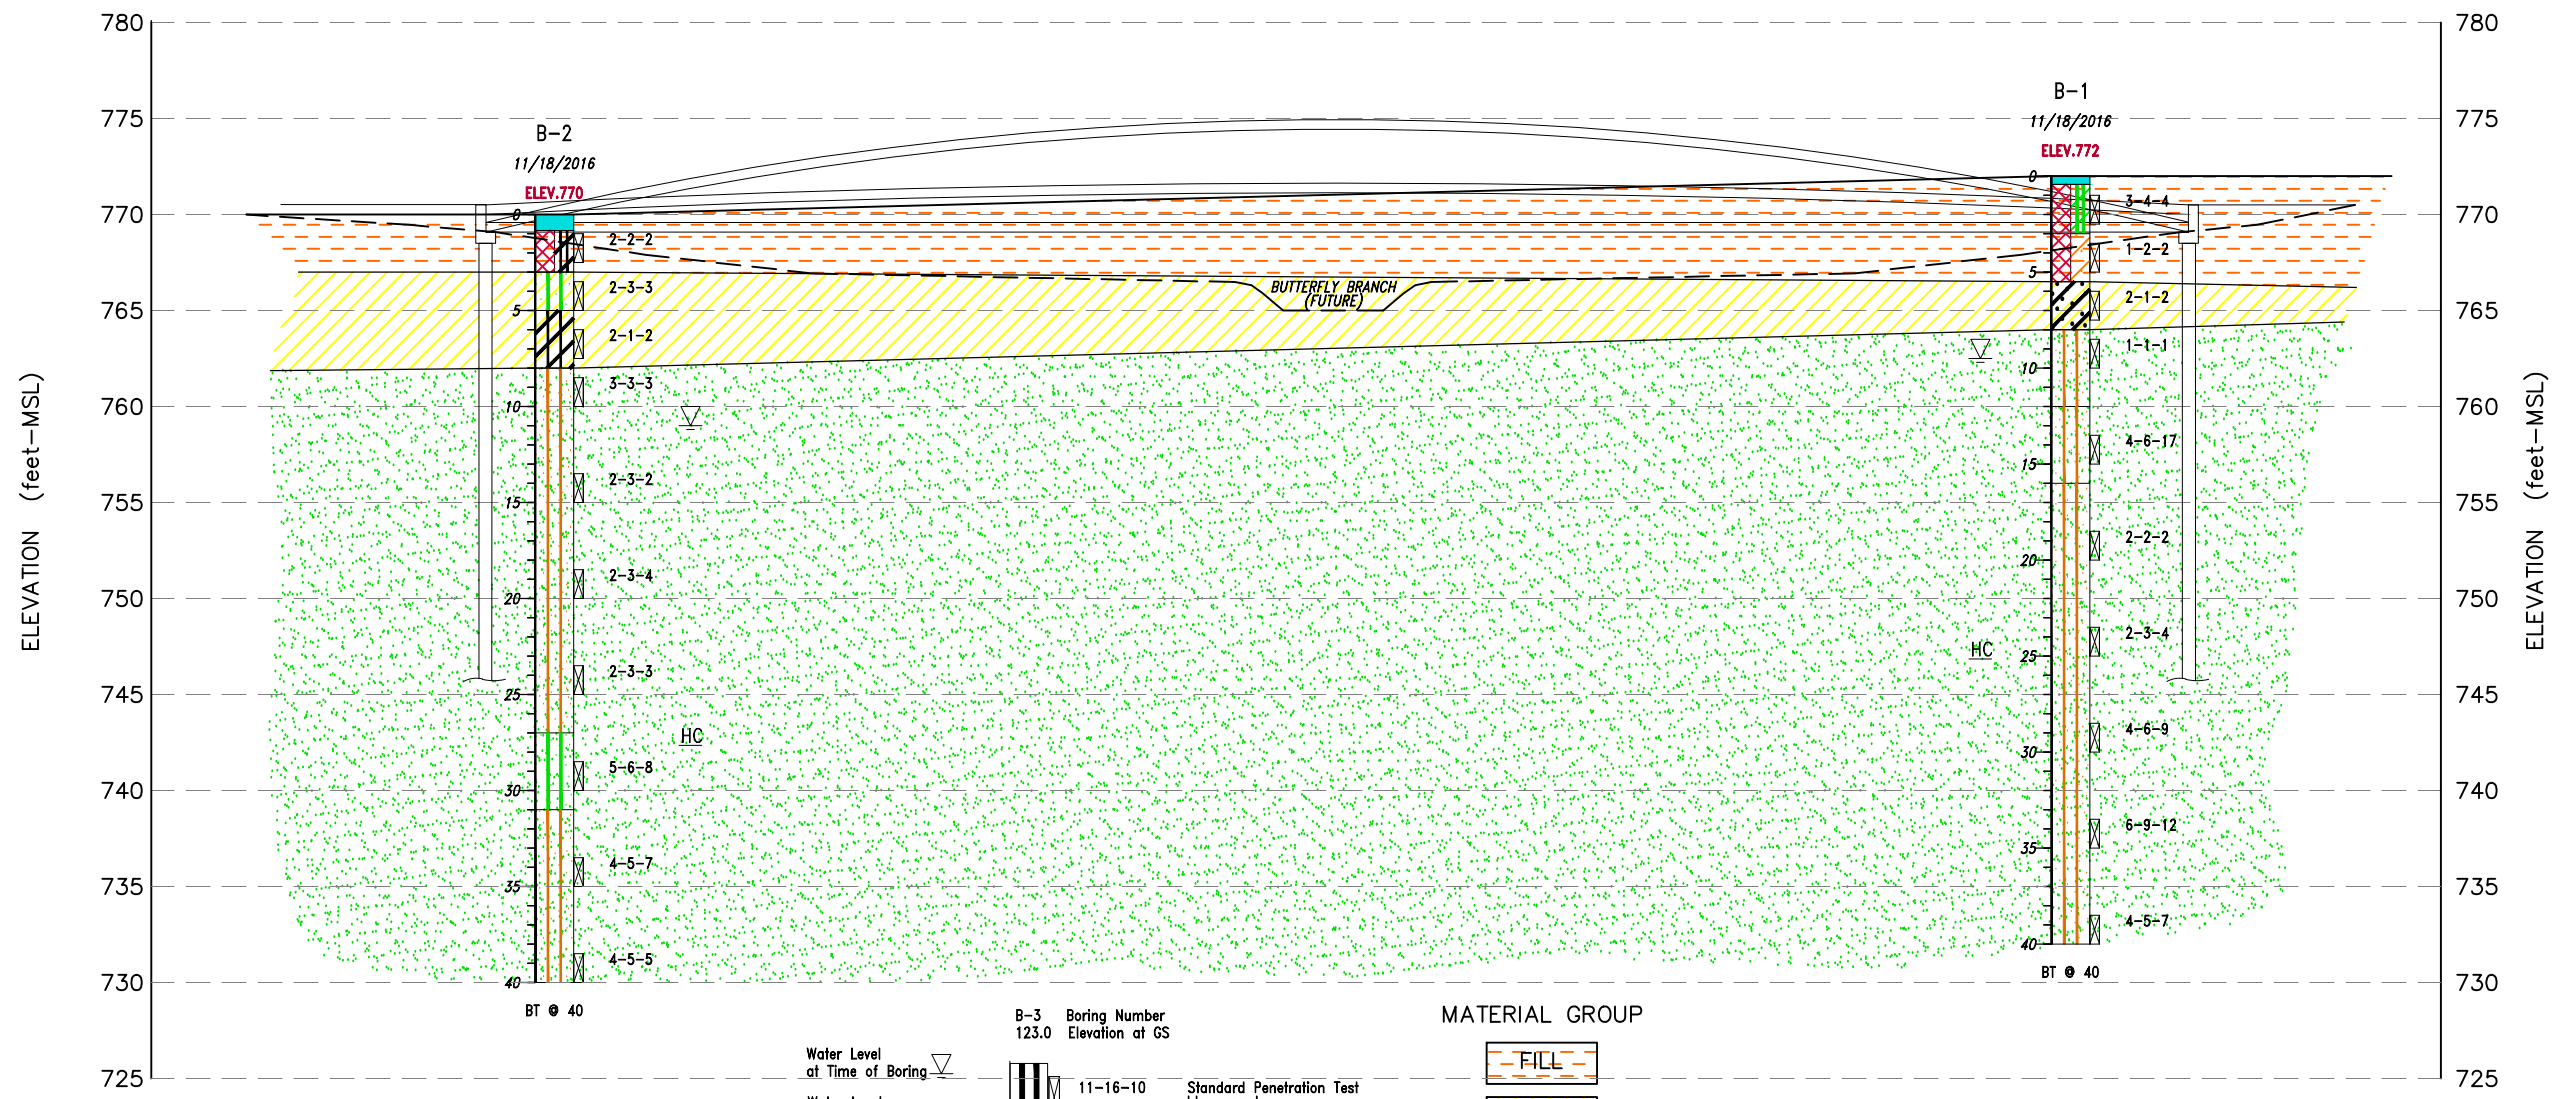 780 780
B-1
775 775
11/18/2016
B-2
ELEV.772
11/18/2016
0
ELEV.770
3-4-4
770 0 770
2-2-2 1-2-2
5
2-3-3 BUTTERFLY BRANCH 2-1-2
(FUTURE)
765 5 765
2-1-2 1-1-1
10
3-3-3
760 10 760
4-6-17
15
2-3-2
755 15 755
2-2-2
20
2-3-4
750 20 750
2-3-4
HC 25
2-3-3
745 25 745
4-6-9
HC
30
5-6-8
740 30 740
6-9-12
35
4-5-7
735 35 735
4-5-7
40
4-5-5
BT @ 40
730 40 730
BT @ 40
ELEVATION (feet-MSL)
ELEVATION (feet-MSL)
B-3 Boring Number
123.0 Elevation at GS
MATERIAL GROUP
Water Level
at Time of Boring
FILL
725 725
11-16-10 Standard Penetration Test